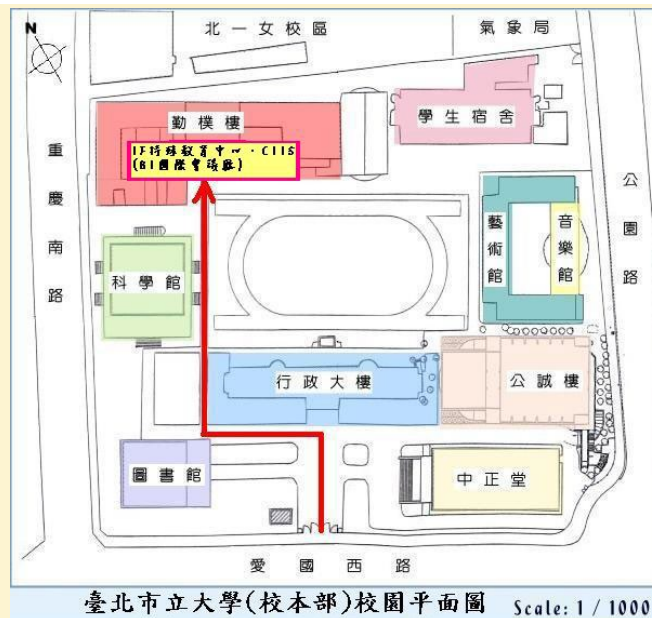 N
北一女校區
氣象局
勤樸樓
學生宿舍
1F特殊教育中心．C115
(B1國際會議廳)
重慶南路
公園路
藝術館
音樂館
科學館
行政大樓
公誠樓
圖書館
中正堂
愛國西路
臺北市立大學(校本部)校園平面圖 Scale: 1 / 1000